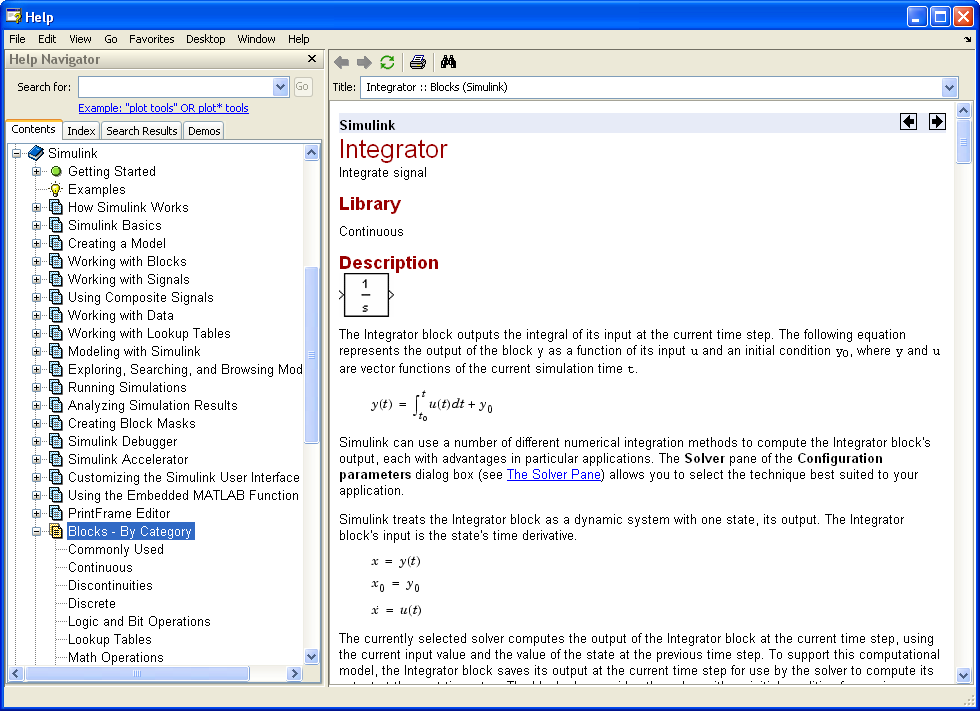 Help
File Edit View Go Favorites Desktop Window Help
Help Navigator
Search for:
Go
Example: "plot tools" OR plot* tools
Contents Index Search Results Demos
Simulink
Getting Started
Examples
How Simulink Works
Simulink Basics
Creating a Model
Working with Blocks
Working with Signals
Using Composite Signals
Working with Data
Working with Lookup Tables
Modeling with Simulink
Exploring, Searching, and Browsing Mod
Running Simulations
Analyzing Simulation Results
Creating Block Masks
Simulink Debugger
Simulink Accelerator
Customizing the Simulink User Interface
Using the Embedded MATLAB Function
PrintFrame Editor
Blocks - By Category
Commonly Used
Continuous
Discontinuities
Discrete
Logic and Bit Operations
Lookup Tables
Math Operations
Title: Integrator :: Blocks (Simulink)
Simulink
Integrator
Integrate signal
Library
Continuous
Description
1
s
The Integrator block outputs the integral of its input at the current time step. The following equation
represents the output of the block y as a function of its input u and an initial condition y0, where y and u
are vector functions of the current simulation time t.
y(t) = ∫t0^t u(t)dt + y0
Simulink can use a number of different numerical integration methods to compute the Integrator block's
output, each with advantages in particular applications. The Solver pane of the Configuration
parameters dialog box (see The Solver Pane) allows you to select the technique best suited to your
application.
Simulink treats the Integrator block as a dynamic system with one state, its output. The Integrator
block's input is the state's time derivative.
x = y(t)
x0 = y0
ẋ = u(t)
The currently selected solver computes the output of the Integrator block at the current time step, using
the current input value and the value of the state at the previous time step. To support this computational
model, the Integrator block saves its output at the current time step for use by the solver to compute its